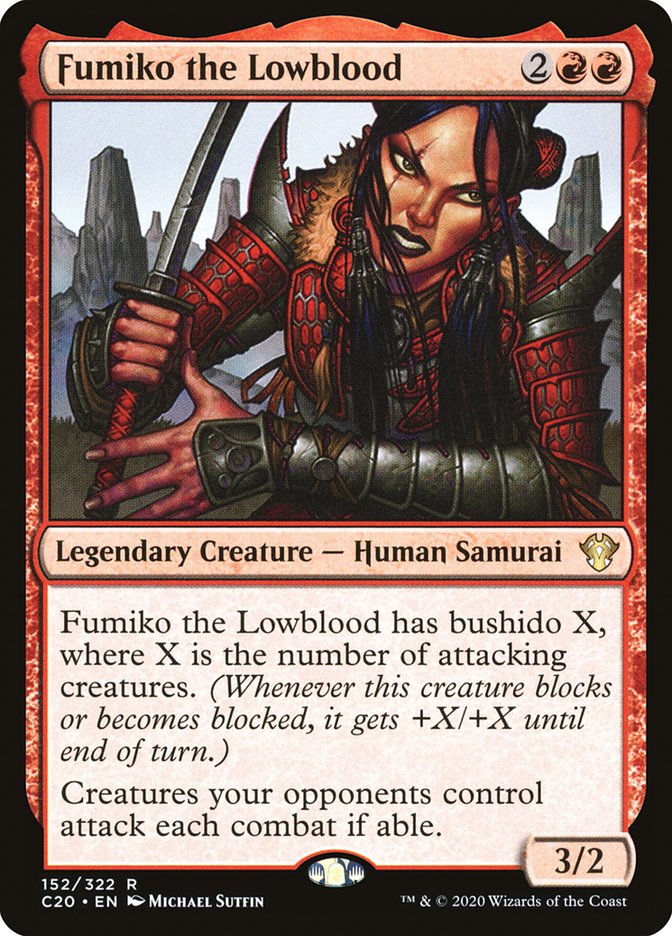 Fumiko the Lowblood 2
Legendary Creature — Human Samurai
Fumiko the Lowblood has bushido X,
where X is the number of attacking
creatures. (Whenever this creature blocks
or becomes blocked, it gets +X/+X until
end of turn.)
Creatures your opponents control
attack each combat if able.
3/2
152/322 R
C20 • EN Michael Sutfin ™ & © 2020 Wizards of the Coast